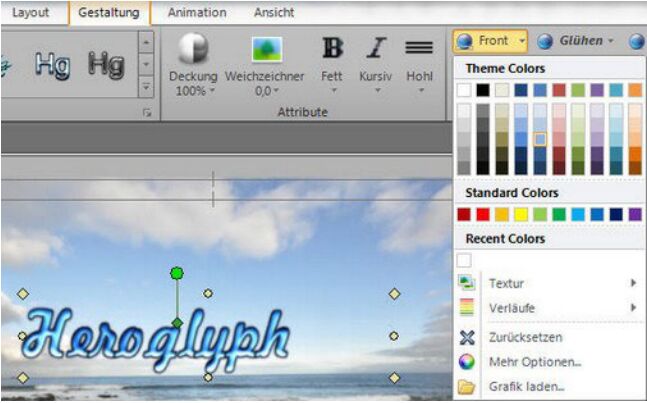 Layout Gestaltung Animation Ansicht
Front Glühen
Hg Hg
B I
Deckung Weichzeichner Fett Kursiv Hohl
100% 0,0
Attribute
Theme Colors
Standard Colors
Recent Colors
Textur
Verläufe
Zurücksetzen
Mehr Optionen...
Grafik laden...
Heroglyph